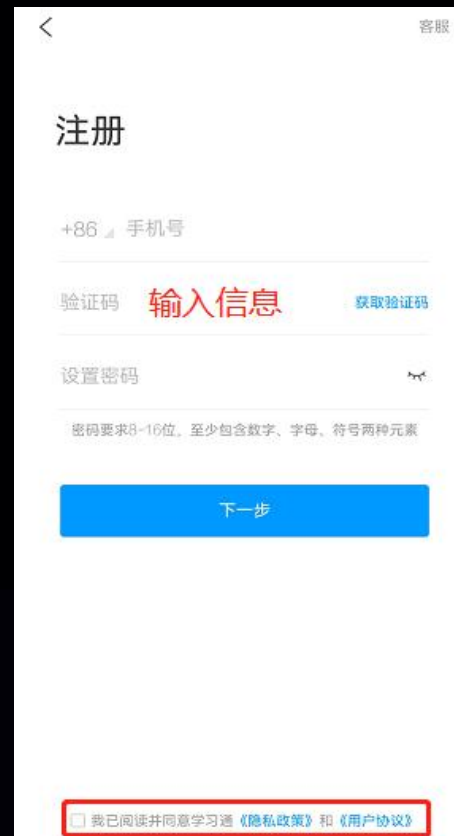 客服
注册
+86 手机号
验证码 输入信息 获取验证码
设置密码
密码要求8-16位，至少包含数字、字母、符号两种元素
下一步
我已阅读并同意学习通《隐私政策》和《用户协议》